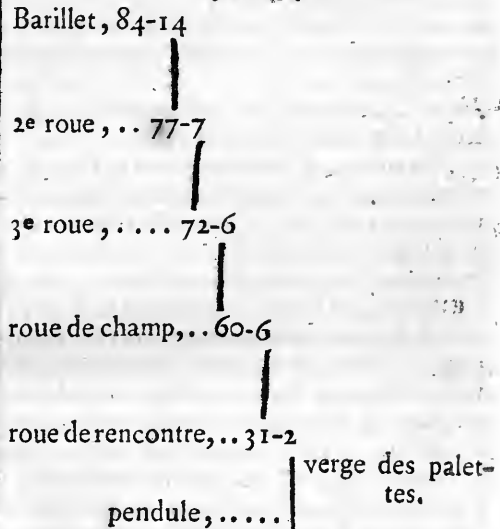 Barillet, 84-14
2e roue, .. 77-7
3e roue, .... 72-6
roue de champ, .. 60-6
roue de rencontre, .. 31-2
verge des palet-
tes.
pendule, .....